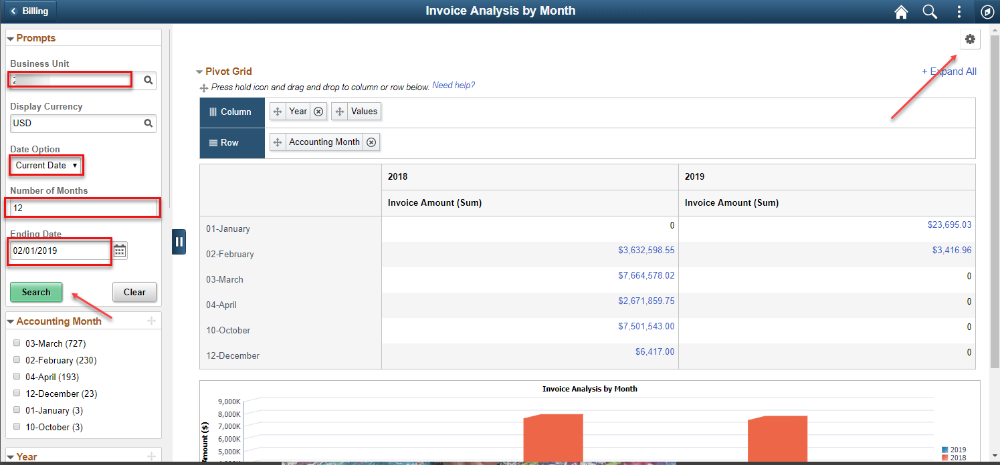 Billing
Invoice Analysis by Month
Prompts
Business Unit
2
Display Currency
USD
Date Option
Current Date
Number of Months
12
Ending Date
02/01/2019
Search Clear
Accounting Month
03-March (727)
02-February (230)
04-April (193)
12-December (23)
01-January (3)
10-October (3)
Year
Pivot Grid
+ Expand All
Press hold icon and drag and drop to column or row below. Need help?
Column Year Values
Row Accounting Month
2018 2019
Invoice Amount (Sum) Invoice Amount (Sum)
01-January 0 $23,695.03
02-February $3,632,598.55 $3,416.96
03-March $7,664,578.02 0
04-April $2,671,859.75 0
10-October $7,501,543.00 0
12-December $6,417.00 0
Invoice Analysis by Month
9,000K
8,000K
7,000K
6,000K
5,000K
Amount ($)
2019
2018